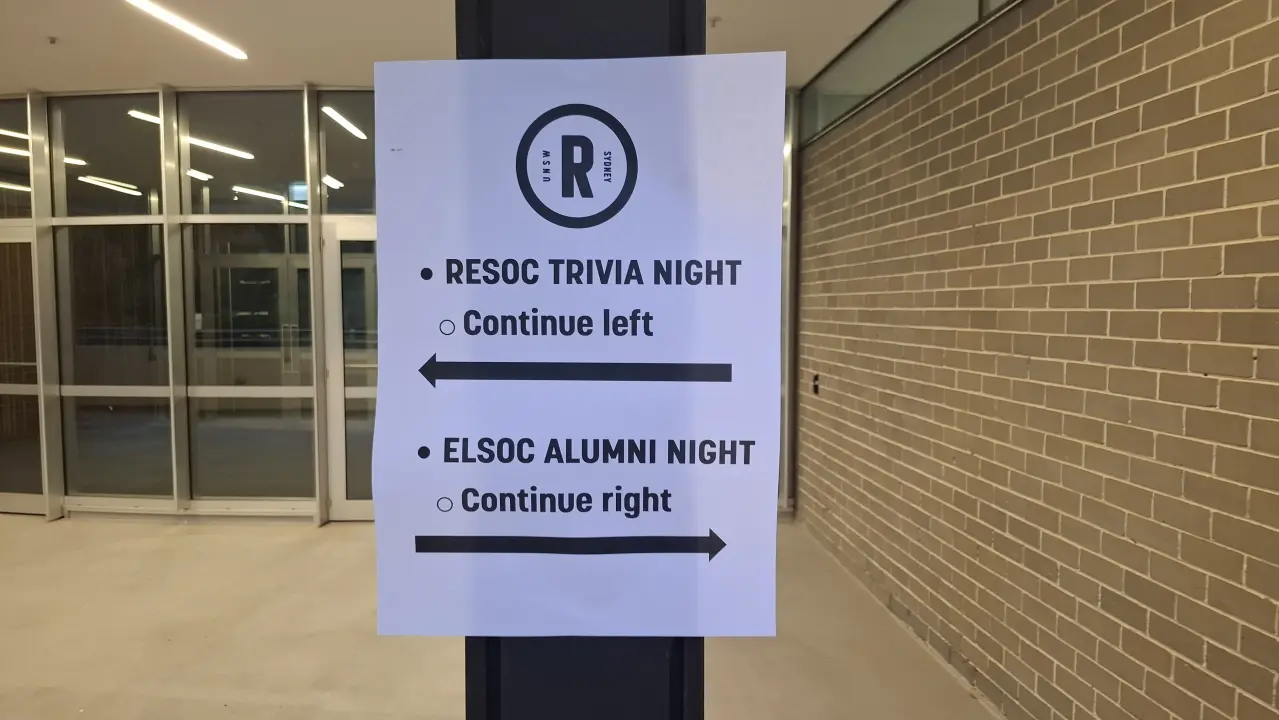 UNSW
R
SYDNEY
• RESOC TRIVIA NIGHT
○ Continue left
• ELSOC ALUMNI NIGHT
○ Continue right